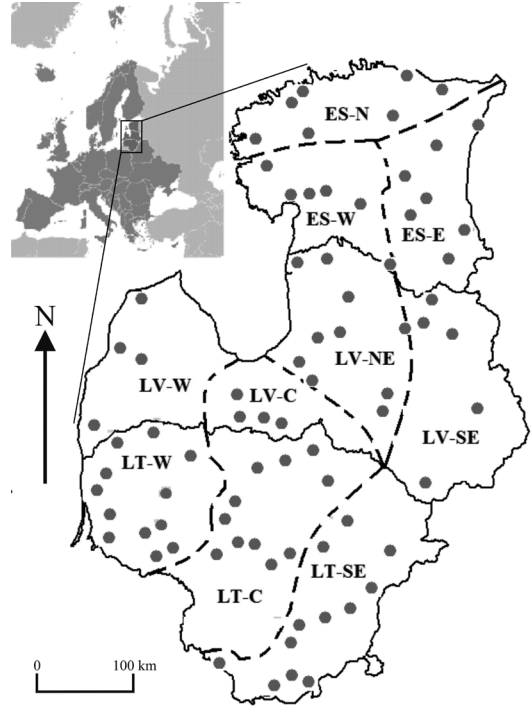 ES-N
ES-W
ES-E
N
LV-NE
LV-W
LV-C
LV-SE
LT-W
LT-SE
LT-C
0
100 km